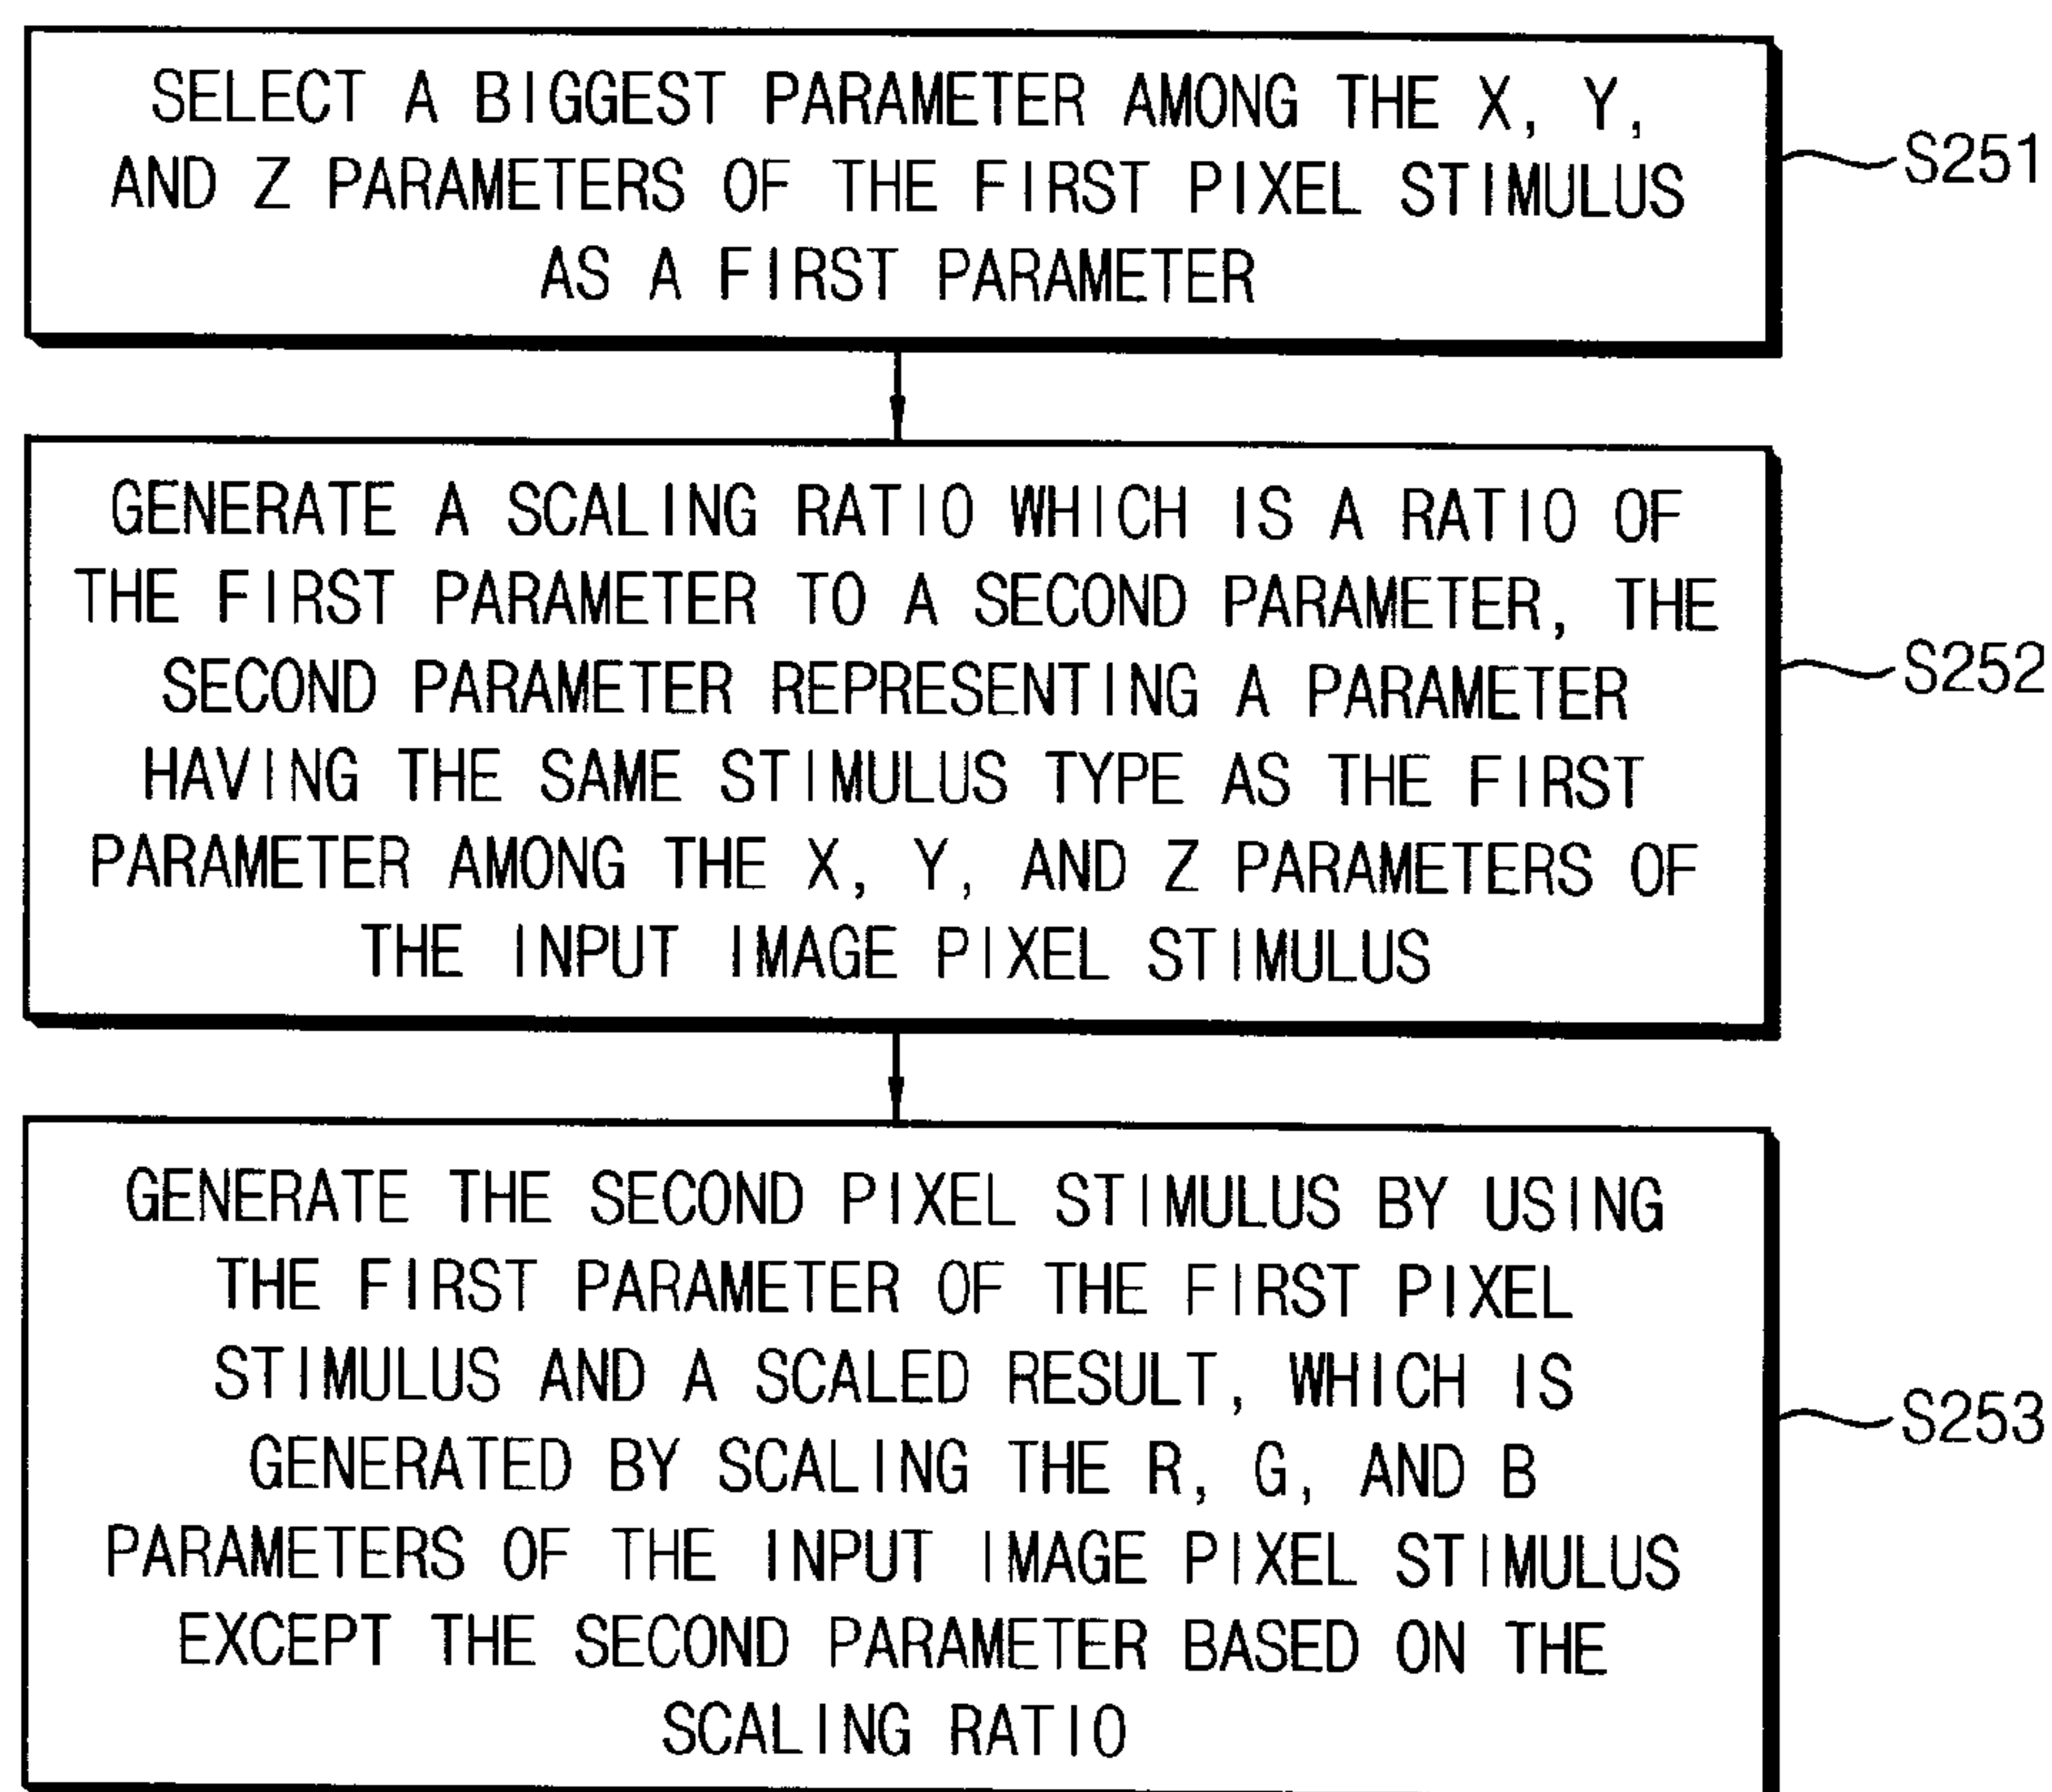 SELECT A BIGGEST PARAMETER AMONG THE X, Y,
AND Z PARAMETERS OF THE FIRST PIXEL STIMULUS
AS A FIRST PARAMETER
S251
GENERATE A SCALING RATIO WHICH IS A RATIO OF
THE FIRST PARAMETER TO A SECOND PARAMETER, THE
SECOND PARAMETER REPRESENTING A PARAMETER
HAVING THE SAME STIMULUS TYPE AS THE FIRST
PARAMETER AMONG THE X, Y, AND Z PARAMETERS OF
THE INPUT IMAGE PIXEL STIMULUS
S252
GENERATE THE SECOND PIXEL STIMULUS BY USING
THE FIRST PARAMETER OF THE FIRST PIXEL
STIMULUS AND A SCALED RESULT, WHICH IS
GENERATED BY SCALING THE R, G, AND B
PARAMETERS OF THE INPUT IMAGE PIXEL STIMULUS
EXCEPT THE SECOND PARAMETER BASED ON THE
SCALING RATIO
S253